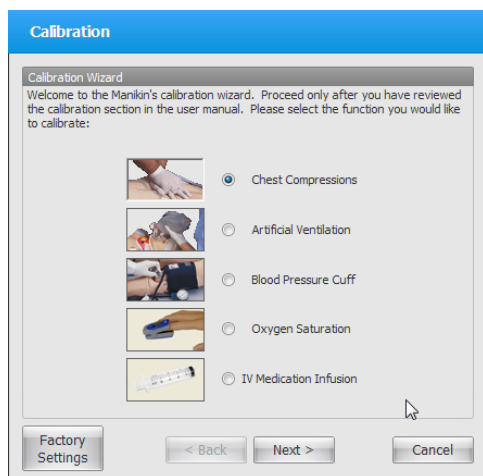 Calibration
Calibration Wizard
Welcome to the Manikin's calibration wizard. Proceed only after you have reviewed
the calibration section in the user manual. Please select the function you would like
to calibrate:
Chest Compressions
Artificial Ventilation
Blood Pressure Cuff
Oxygen Saturation
IV Medication Infusion
Factory
Settings
< Back
Next >
Cancel